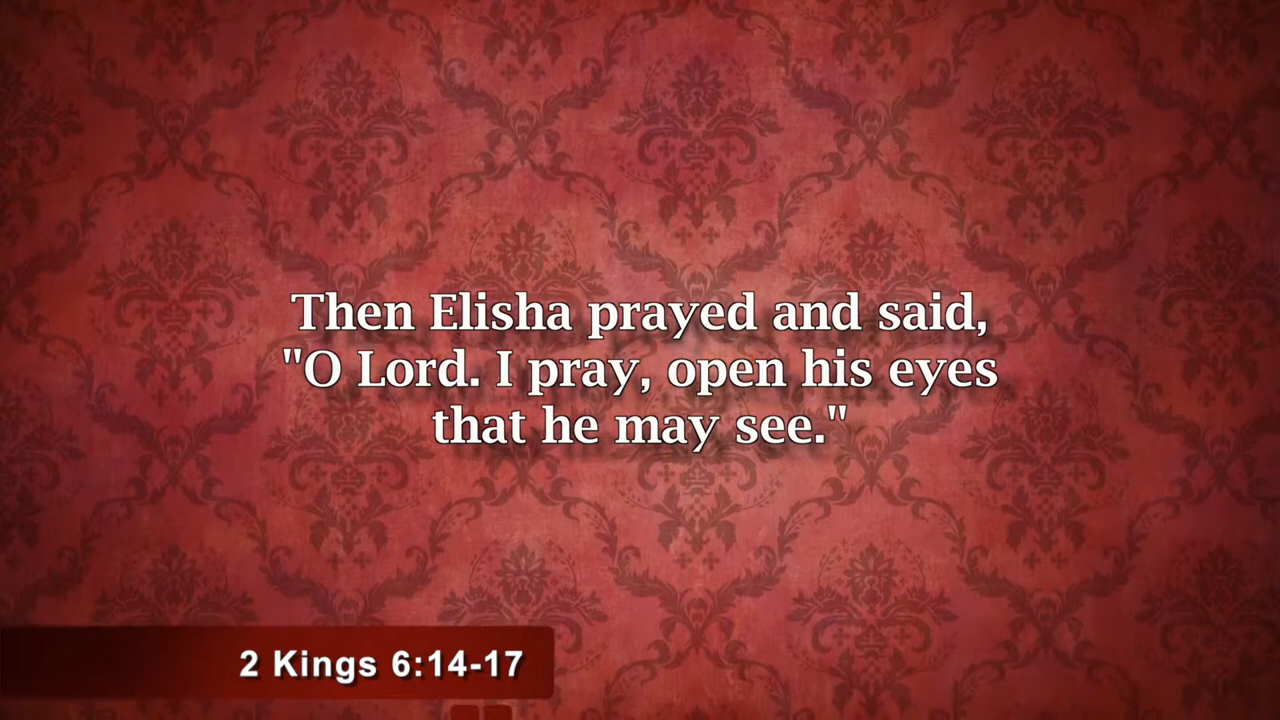 Then Elisha prayed and said,
"O Lord. I pray, open his eyes
that he may see."
2 Kings 6:14-17